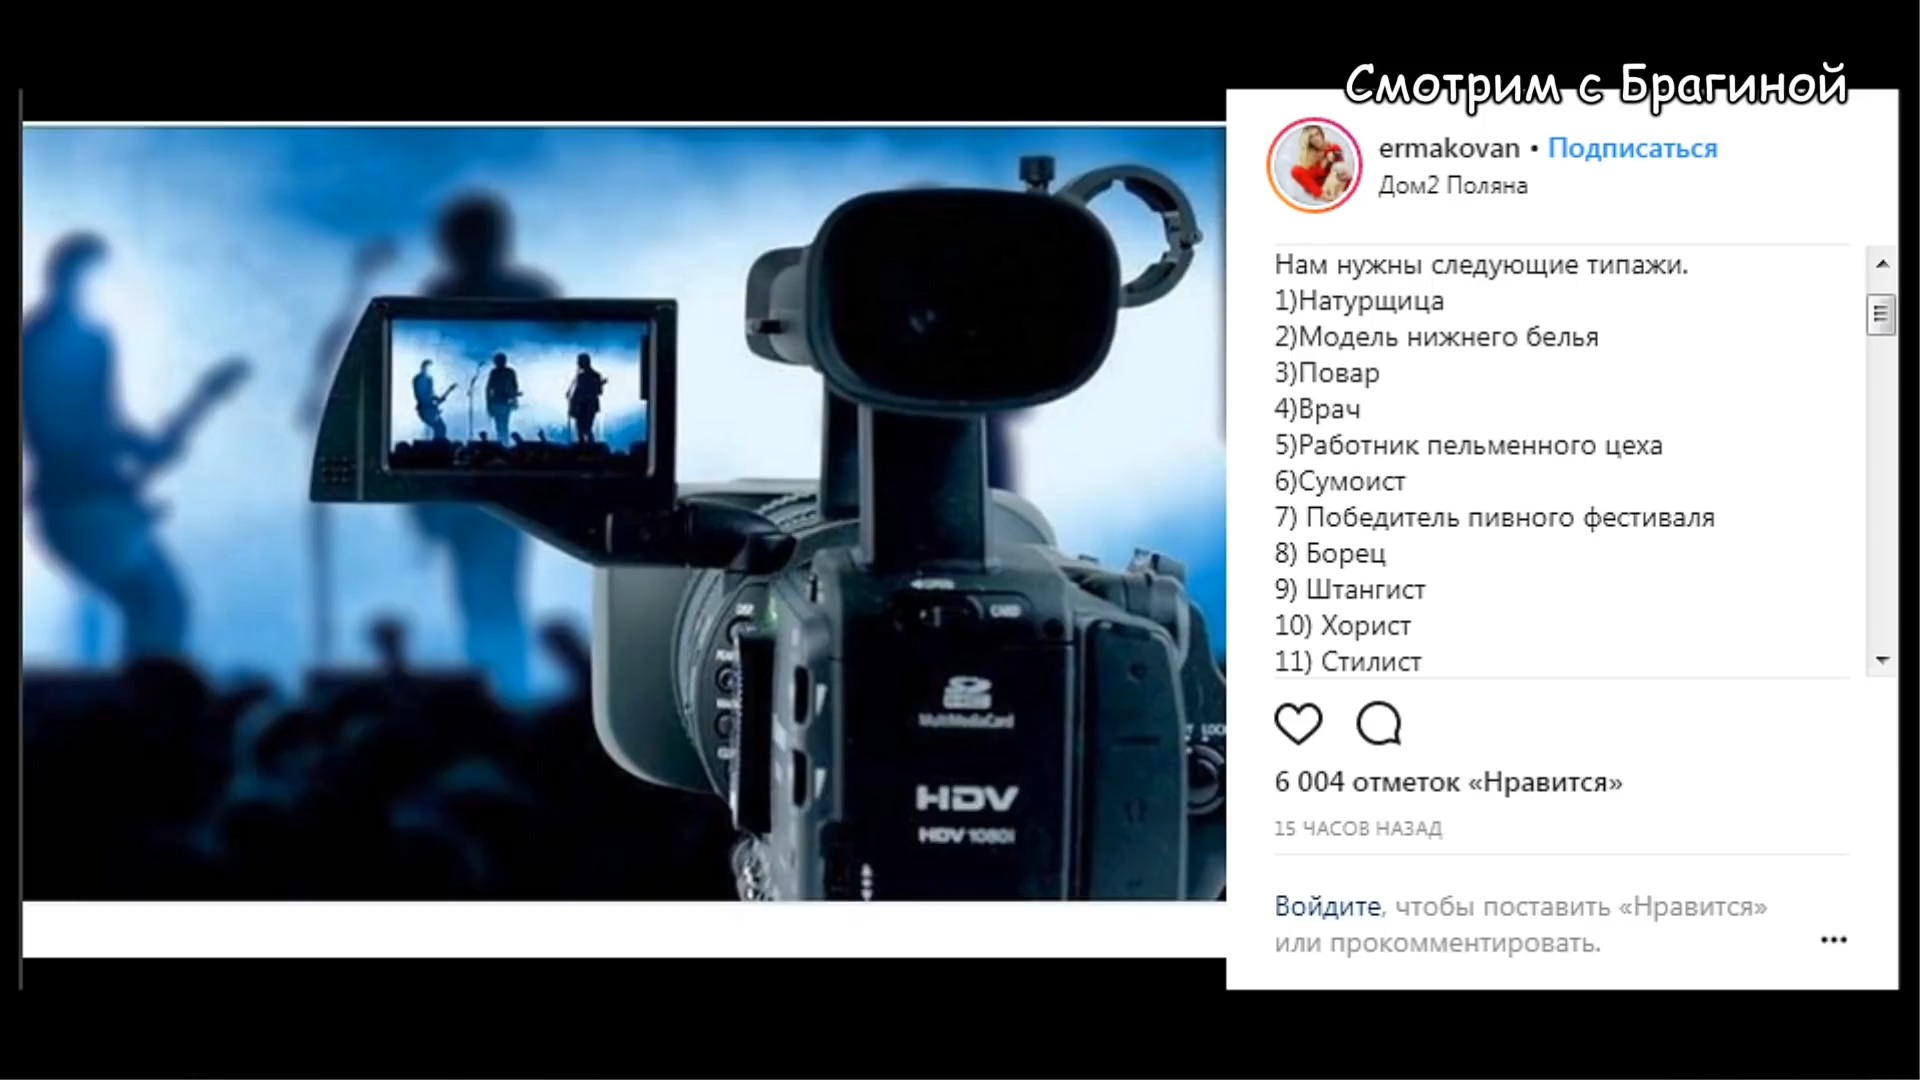 Смотрим с Брагиной
ermakovan • Подписаться
Дом2 Поляна
Нам нужны следующие типажи.
1)Натурщица
2)Модель нижнего белья
3)Повар
4)Врач
5)Работник пельменного цеха
6)Сумоист
7) Победитель пивного фестиваля
8) Борец
9) Штангист
10) Хорист
11) Стилист
6 004 отметок «Нравится»
15 ЧАСОВ НАЗАД
Войдите, чтобы поставить «Нравится»
или прокомментировать.
CARD
MultiMediaCard
HDV
HDV 1080i